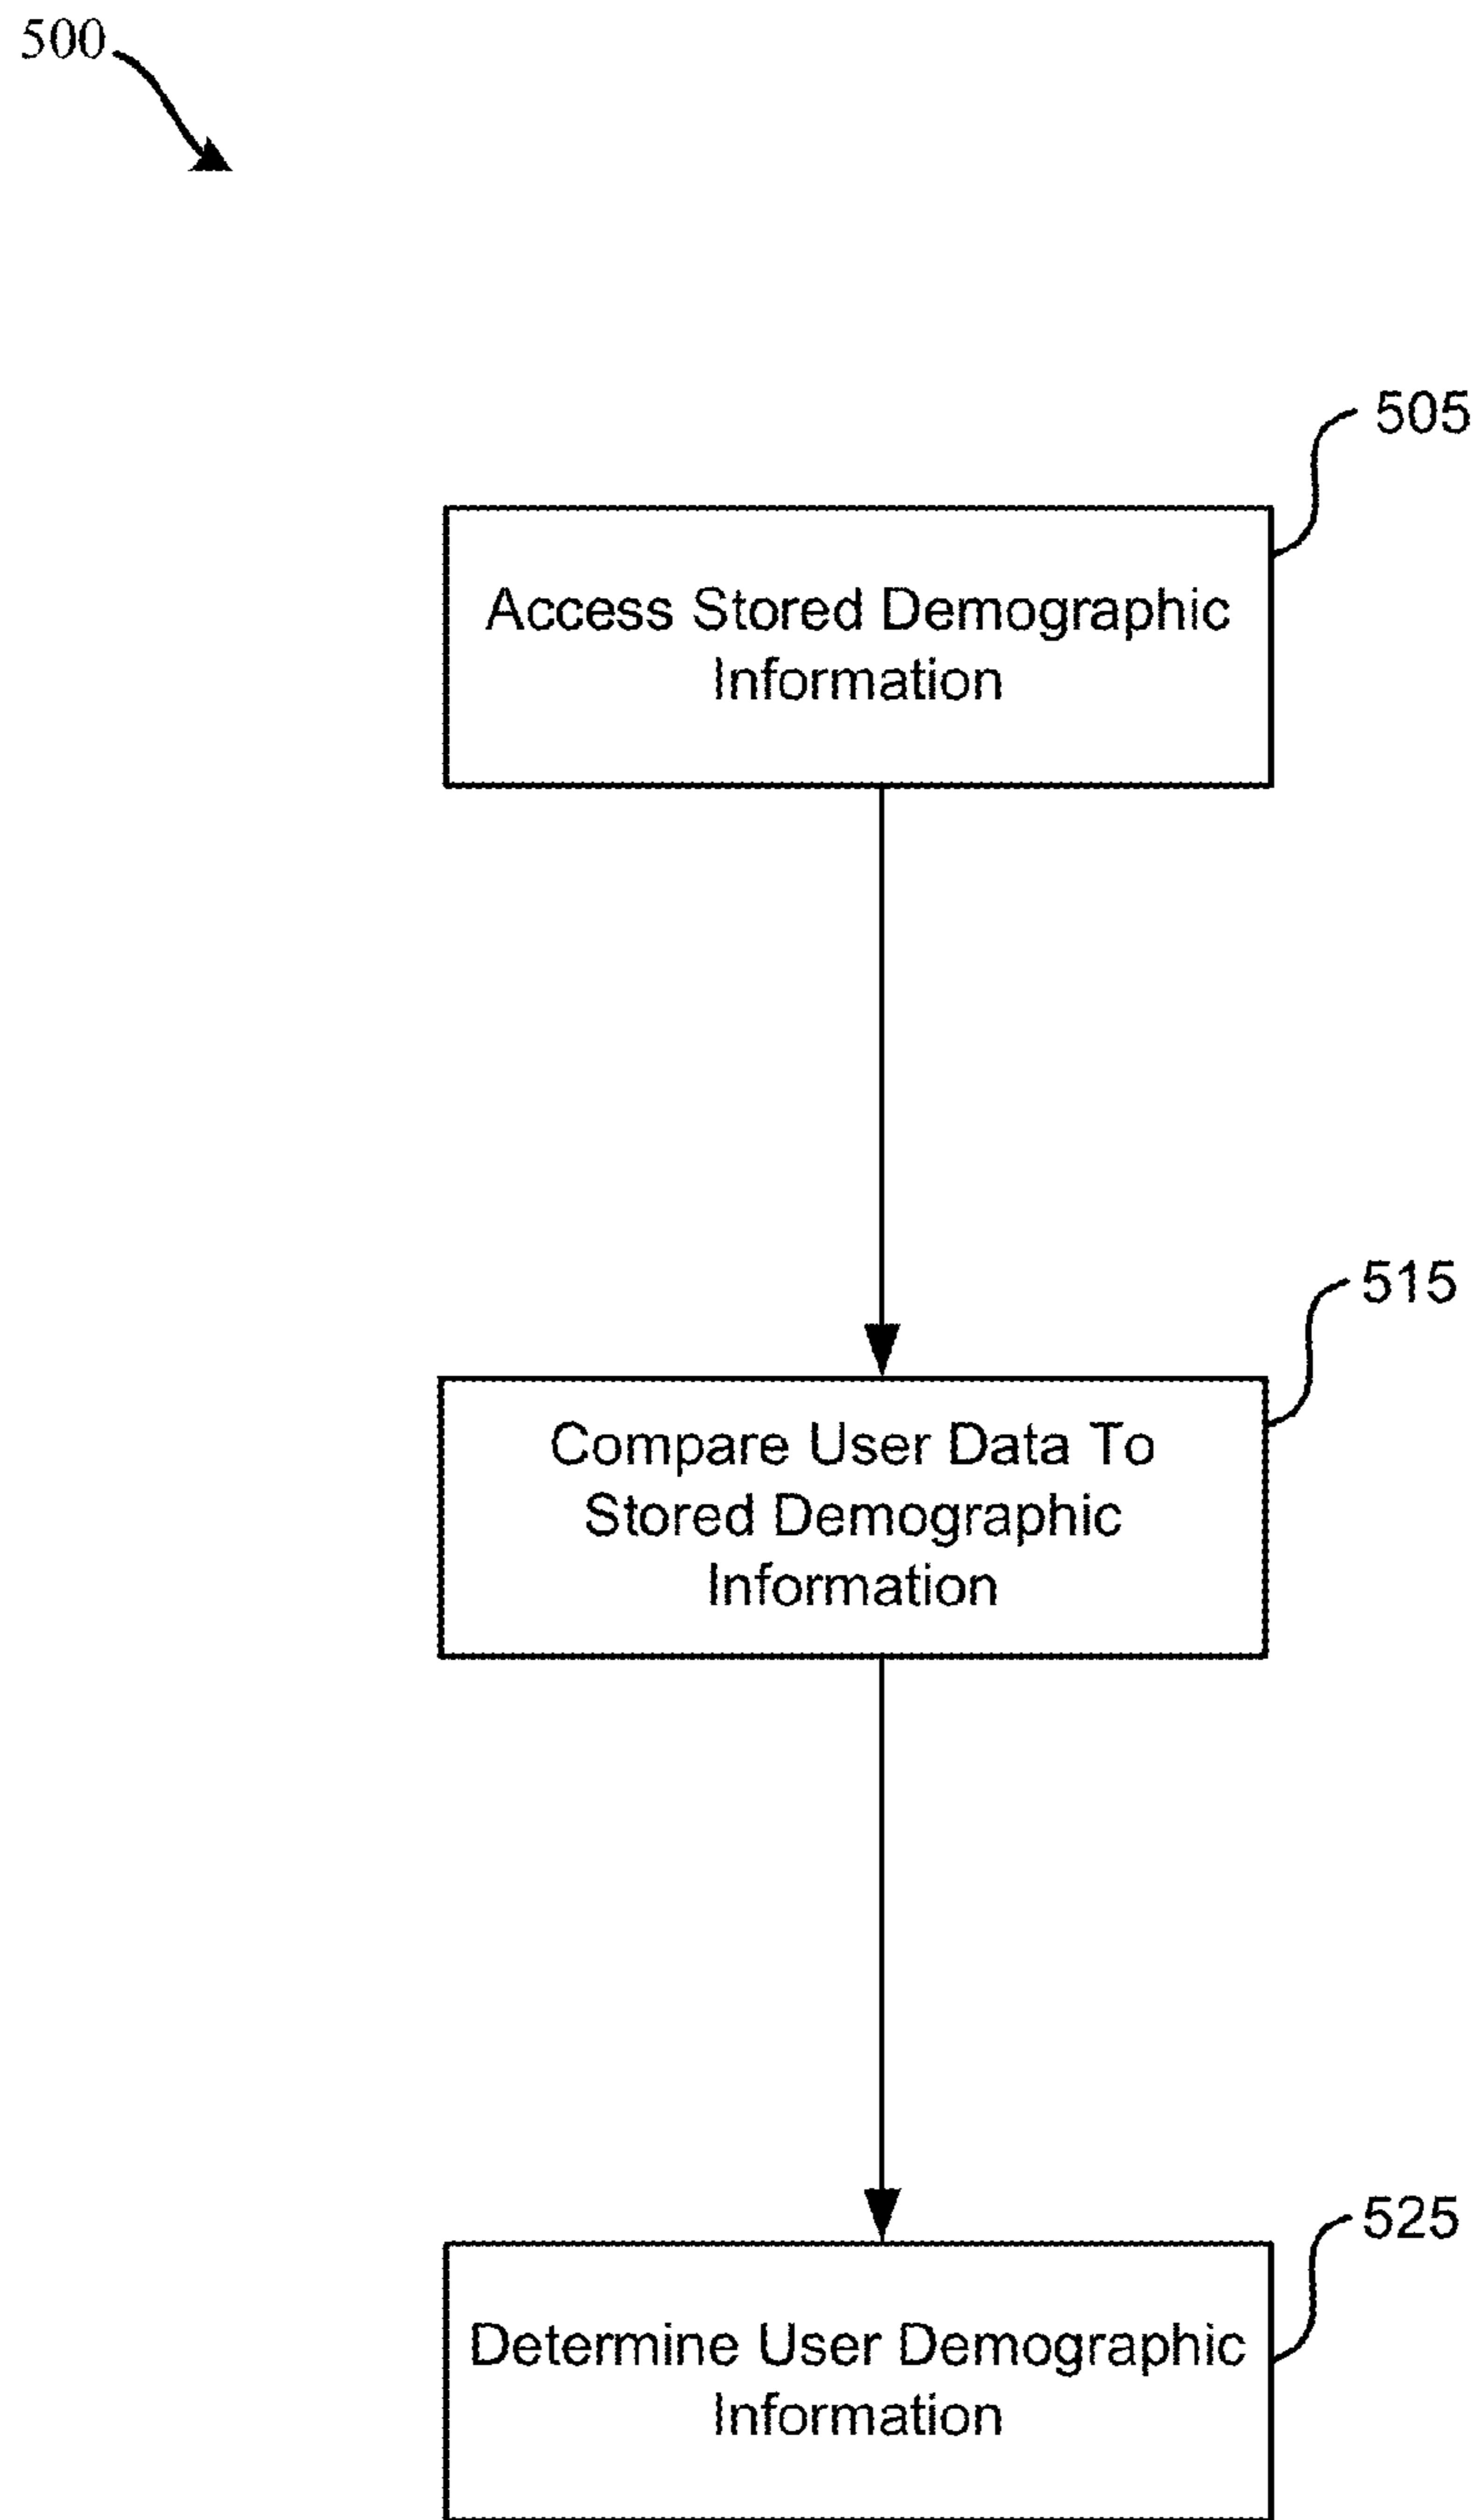 500
505
Access Stored Demographic
Information
515
Compare User Data To
Stored Demographic
Information
525
Determine User Demographic
Information